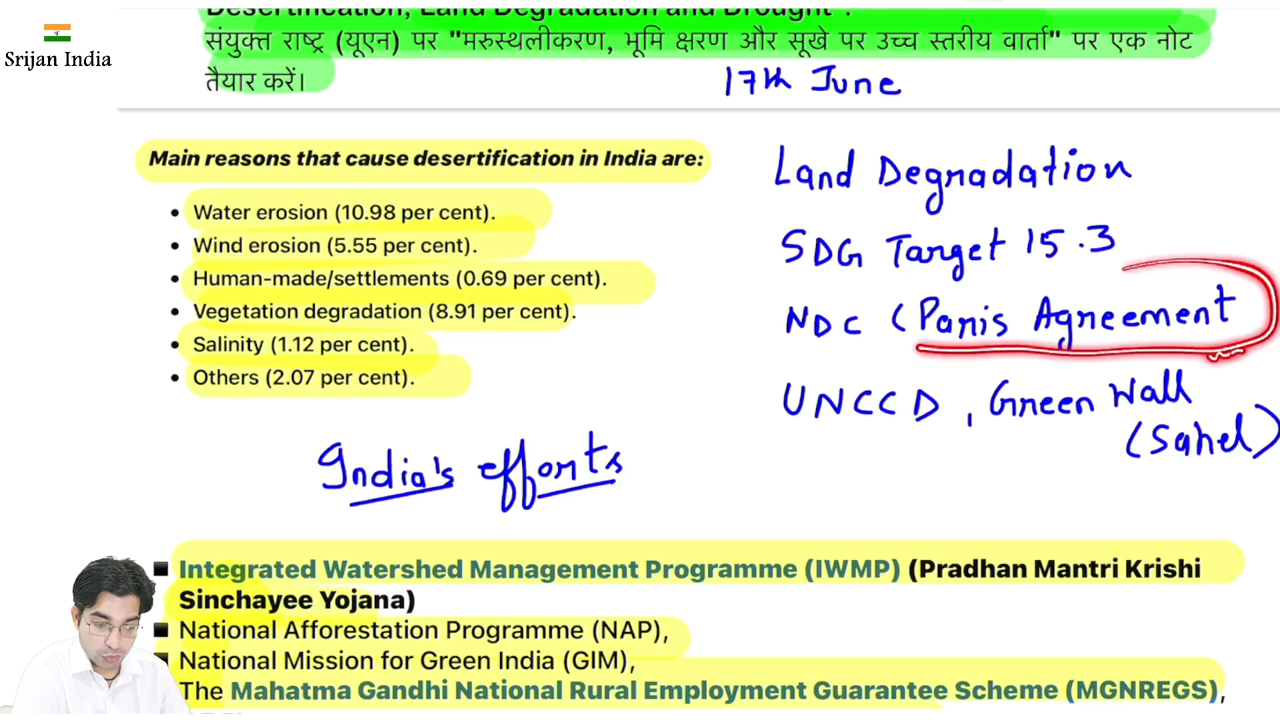 Desertification, Land Degradation and Drought".
Srijan India
संयुक्त राष्ट्र (यूएन) पर "मरुस्थलीकरण, भूमि क्षरण और सूखे पर उच्च स्तरीय वार्ता" पर एक नोट
तैयार करें।
17th June
Main reasons that cause desertification in India are:
• Water erosion (10.98 per cent).
• Wind erosion (5.55 per cent).
• Human-made/settlements (0.69 per cent).
• Vegetation degradation (8.91 per cent).
• Salinity (1.12 per cent).
• Others (2.07 per cent).
Land Degradation
SDG Target 15.3
NDC (Paris Agreement
UNCCD, Green Wall
(Sahel)
India's efforts
▪ Integrated Watershed Management Programme (IWMP) (Pradhan Mantri Krishi
Sinchayee Yojana)
▪ National Afforestation Programme (NAP),
▪ National Mission for Green India (GIM),
The Mahatma Gandhi National Rural Employment Guarantee Scheme (MGNREGS),